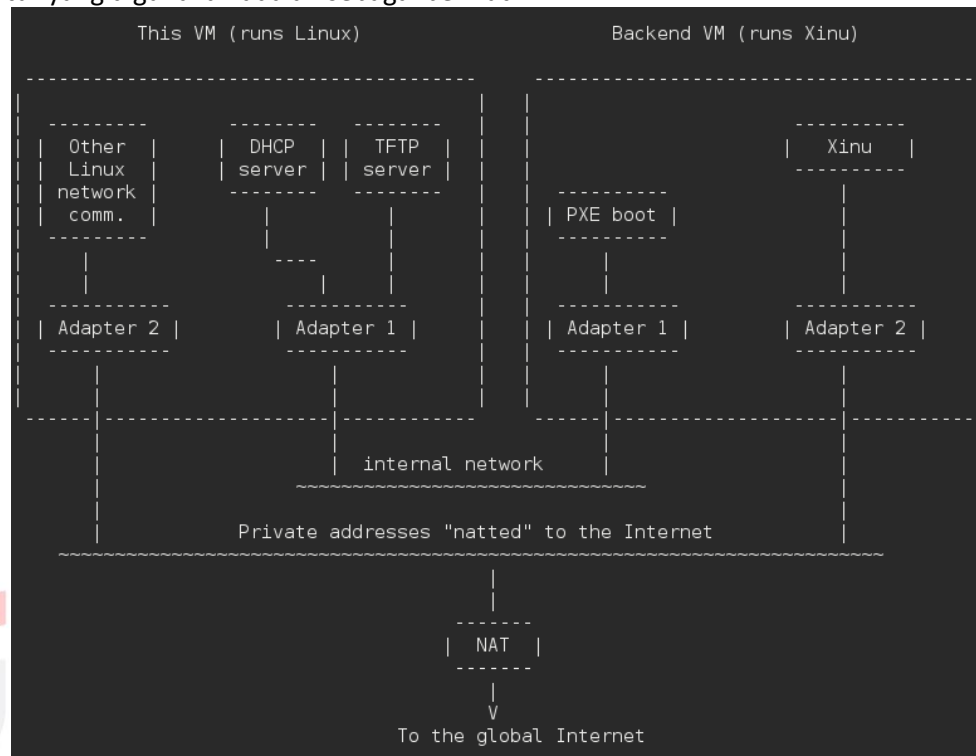 This VM (runs Linux) Backend VM (runs Xinu)
Other DHCP TFTP Xinu
Linux server server
network
comm. PXE boot
Adapter 2 Adapter 1 Adapter 1 Adapter 2
internal network
Private addresses "natted" to the Internet
NAT
V
To the global Internet